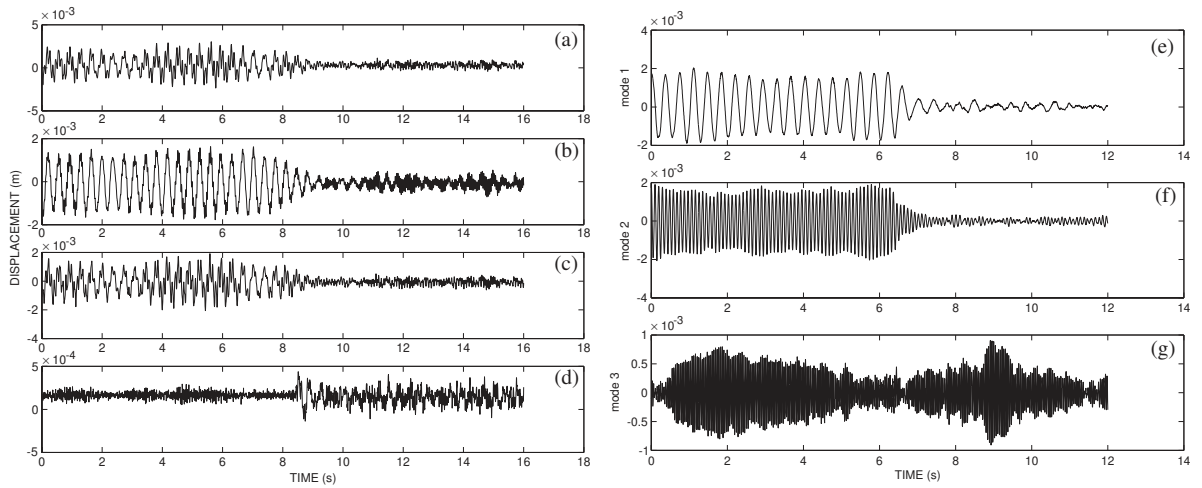 × 10⁻³
5
0
-5
0 2 4 6 8 10 12 14 16 18
(a)
× 10⁻³
2
0
-2
0 2 4 6 8 10 12 14 16 18
(b)
DISPLACEMENT (m)
× 10⁻³
2
0
-2
-4
0 2 4 6 8 10 12 14 16 18
(c)
× 10⁻⁴
5
0
-5
0 2 4 6 8 10 12 14 16 18
(d)
TIME (s)
× 10⁻³
4
2
0
-2
mode 1
0 2 4 6 8 10 12 14
(e)
× 10⁻³
2
0
-2
-4
mode 2
0 2 4 6 8 10 12 14
(f)
× 10⁻³
1
0.5
0
-0.5
-1
mode 3
0 2 4 6 8 10 12 14
(g)
TIME (s)